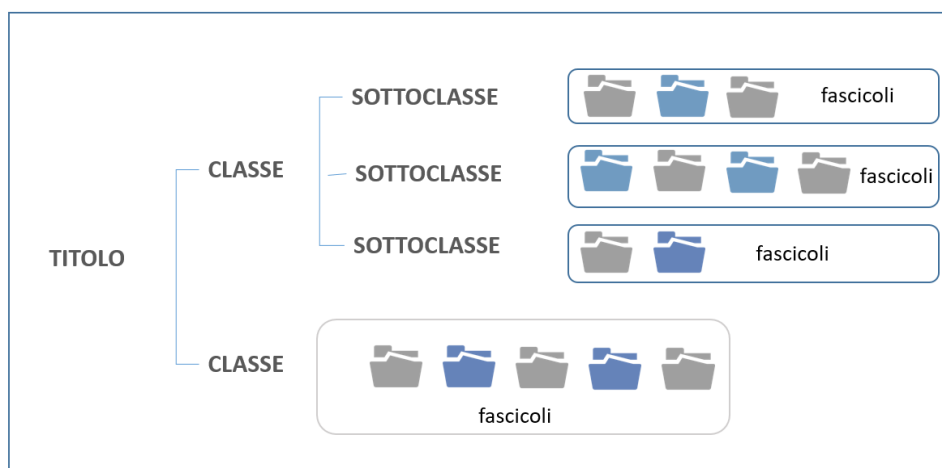 SOTTOCLASSE
fascicoli
CLASSE
SOTTOCLASSE
fascicoli
SOTTOCLASSE
fascicoli
TITOLO
CLASSE
fascicoli